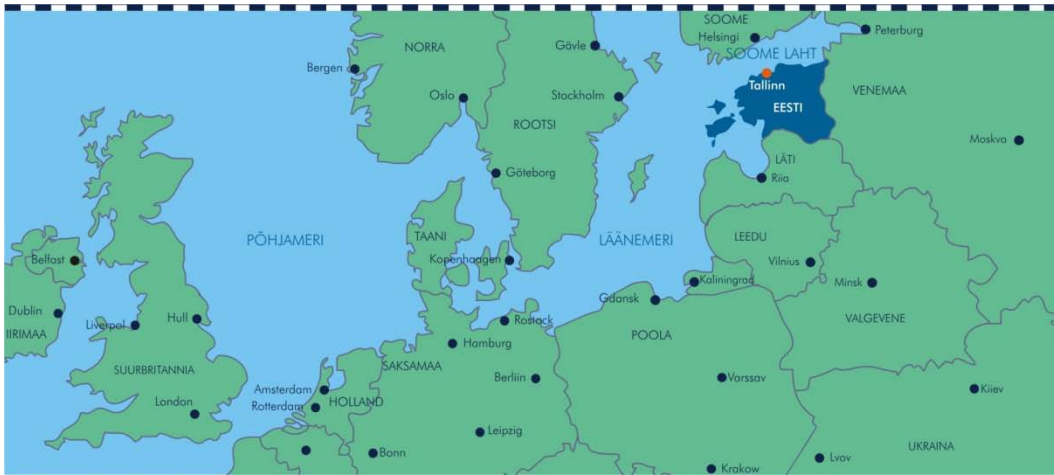 SOOME
Helsingi
Peterburg
NORRA
Gävle
SOOME LAHT
Bergen
Tallinn
Oslo
Stockholm
EESTI
VENEMAA
ROOTSI
Moskva
LÄTI
Göteborg
Riia
PÕHJAMERI
TAANI
LÄÄNEMERI
LEEDU
Belfast
Kopenhaagen
Vilnius
Kaliningrad
Minsk
Gdansk
Dublin
Liverpol
Hull
Rostock
VALGEVENE
IIRIMAA
POOLA
Hamburg
SUURBRITANNIA
SAKSAMAA
Berliin
Varssav
Amsterdam
Kiiev
Rotterdam
HOLLAND
London
Leipzig
UKRAINA
Bonn
Lvov
Krakow